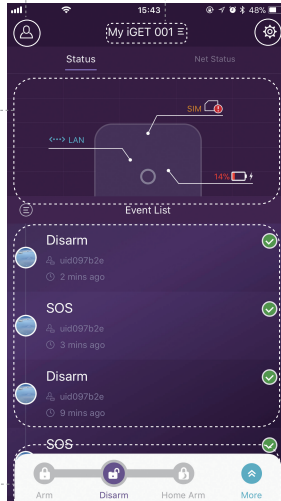 15:43
48%
My iGET 001
Status
Net Status
SIM
LAN
14%
Event List
Disarm
uid097b2e
2 mins ago
SOS
uid097b2e
3 mins ago
Disarm
uid097b2e
9 mins ago
SOS
Arm
Disarm
Home Arm
More